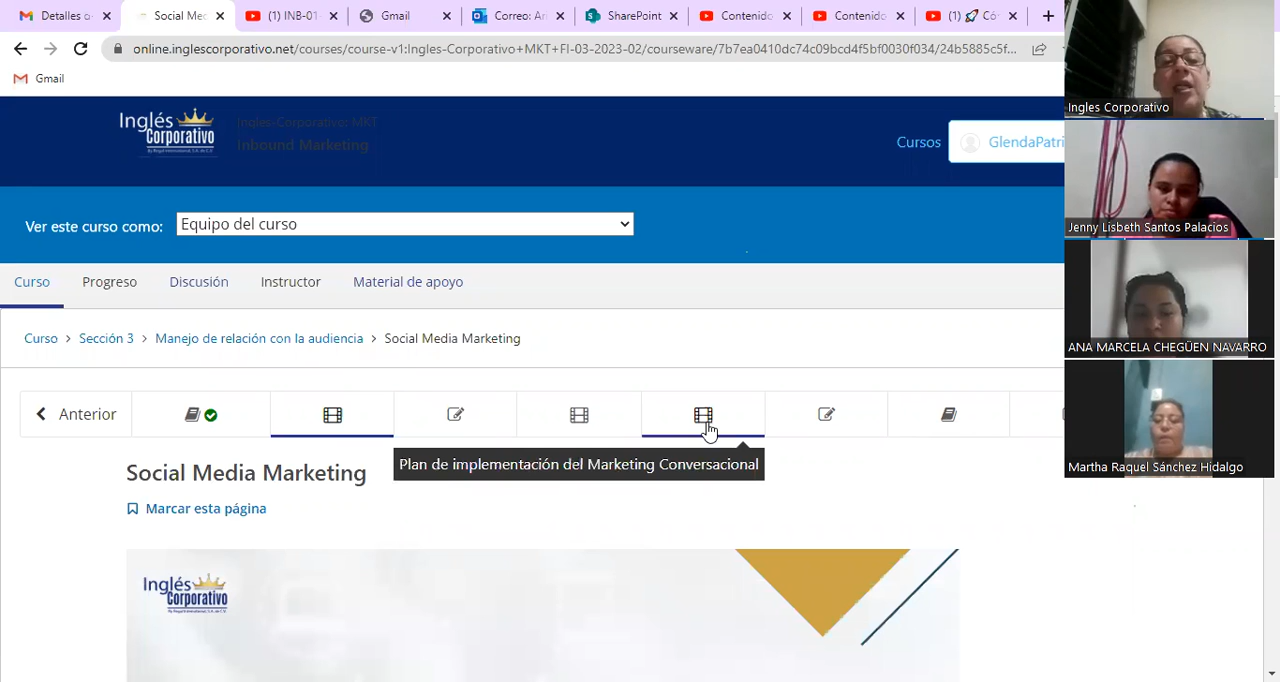 Detalles d
Social Med
(1) INB-01-
Gmail
Correo: An
SharePoint
Contenido
Contenido
(1) 🚀 Có
online.inglescorporativo.net/courses/course-v1:Ingles-Corporativo+MKT+FI-03-2023-02/courseware/7b7ea0410dc74c09bcd4f5bf0030f034/24b5885c5f...
Gmail
Inglés
Corporativo
Ingles-Corporativo: MKT
Inbound Marketing
Cursos
GlendaPatri
Ver este curso como:
Equipo del curso
Curso
Progreso
Discusión
Instructor
Material de apoyo
Curso > Sección 3 > Manejo de relación con la audiencia > Social Media Marketing
Anterior
Plan de implementación del Marketing Conversacional
Social Media Marketing
Marcar esta página
Inglés
Corporativo
Ingles Corporativo
Jenny Lisbeth Santos Palacios
ANA MARCELA CHEGÜEN NAVARRO
Martha Raquel Sánchez Hidalgo